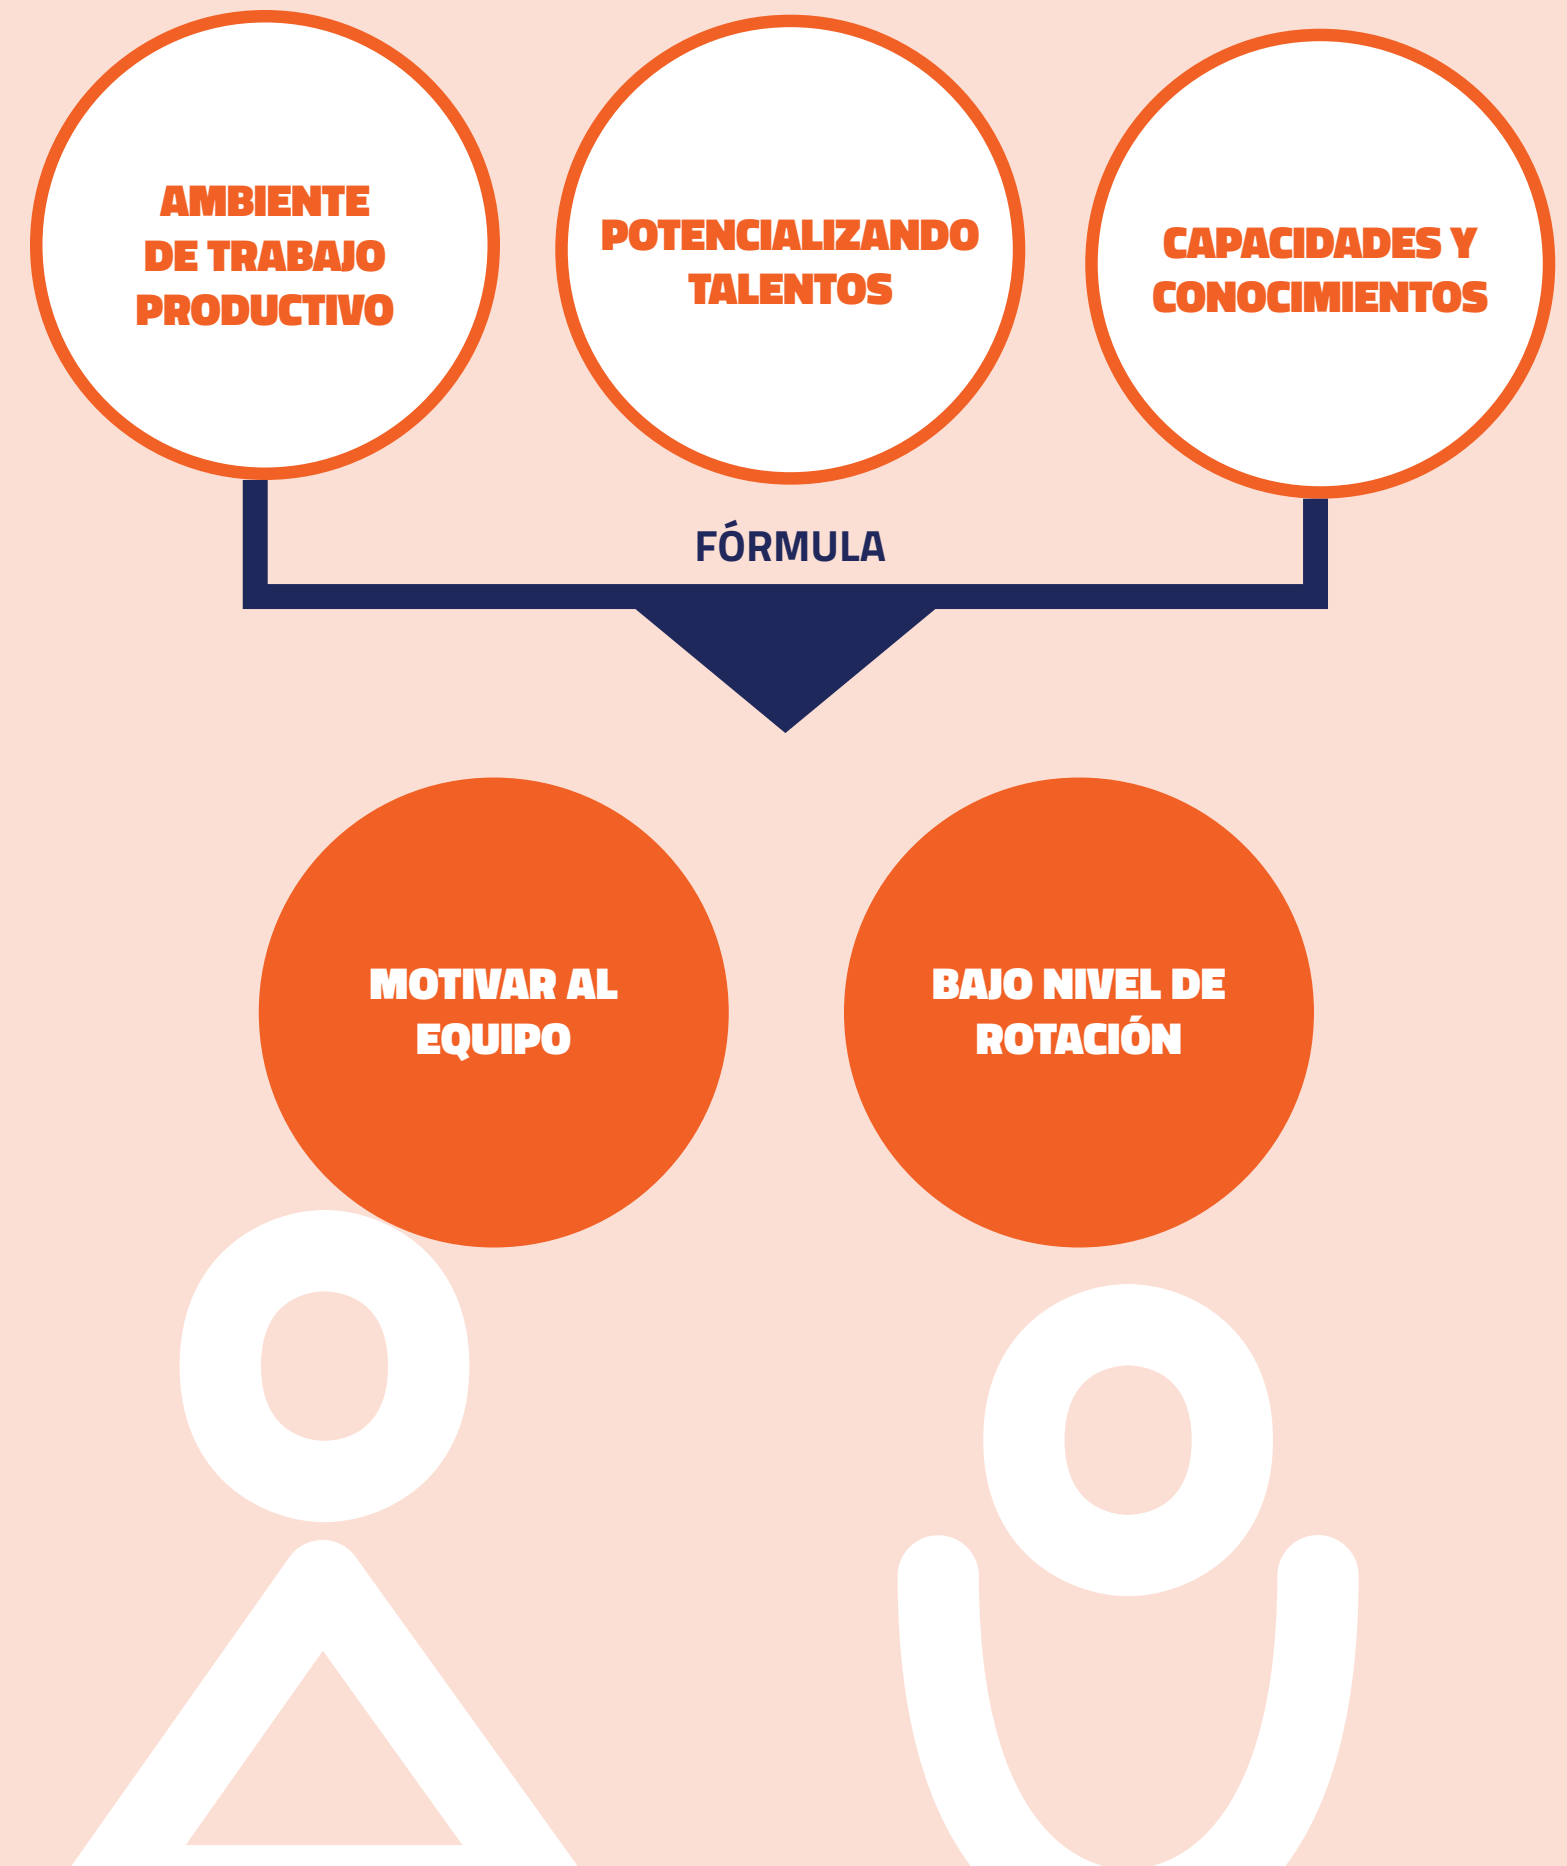 AMBIENTE
DE TRABAJO
PRODUCTIVO
POTENCIALIZANDO
TALENTOS
CAPACIDADES Y
CONOCIMIENTOS
FÓRMULA
MOTIVAR AL
EQUIPO
BAJO NIVEL DE
ROTACIÓN